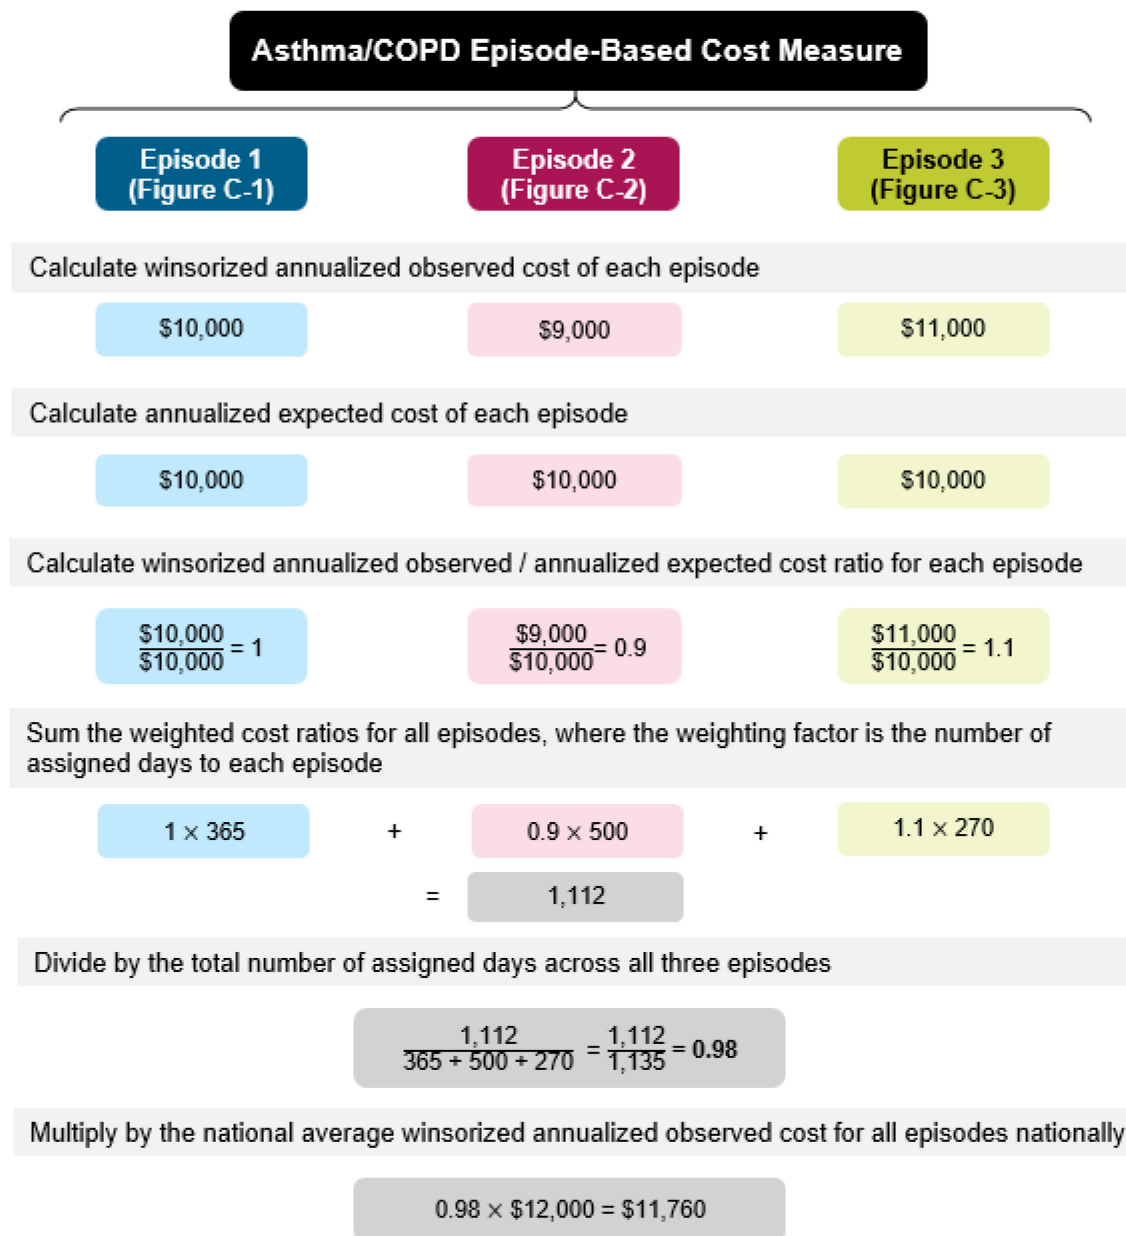 Asthma/COPD Episode-Based Cost Measure
Episode 1
(Figure C-1)
Episode 2
(Figure C-2)
Episode 3
(Figure C-3)
Calculate winsorized annualized observed cost of each episode
$10,000
$9,000
$11,000
Calculate annualized expected cost of each episode
$10,000
$10,000
$10,000
Calculate winsorized annualized observed / annualized expected cost ratio for each episode
$10,000
$10,000 = 1
$9,000
$10,000 = 0.9
$11,000
$10,000 = 1.1
Sum the weighted cost ratios for all episodes, where the weighting factor is the number of
assigned days to each episode
1 × 365 + 0.9 × 500 + 1.1 × 270
= 1,112
Divide by the total number of assigned days across all three episodes
1,112 = 1,112 = 0.98
365 + 500 + 270 1,135
Multiply by the national average winsorized annualized observed cost for all episodes nationally
0.98 × $12,000 = $11,760